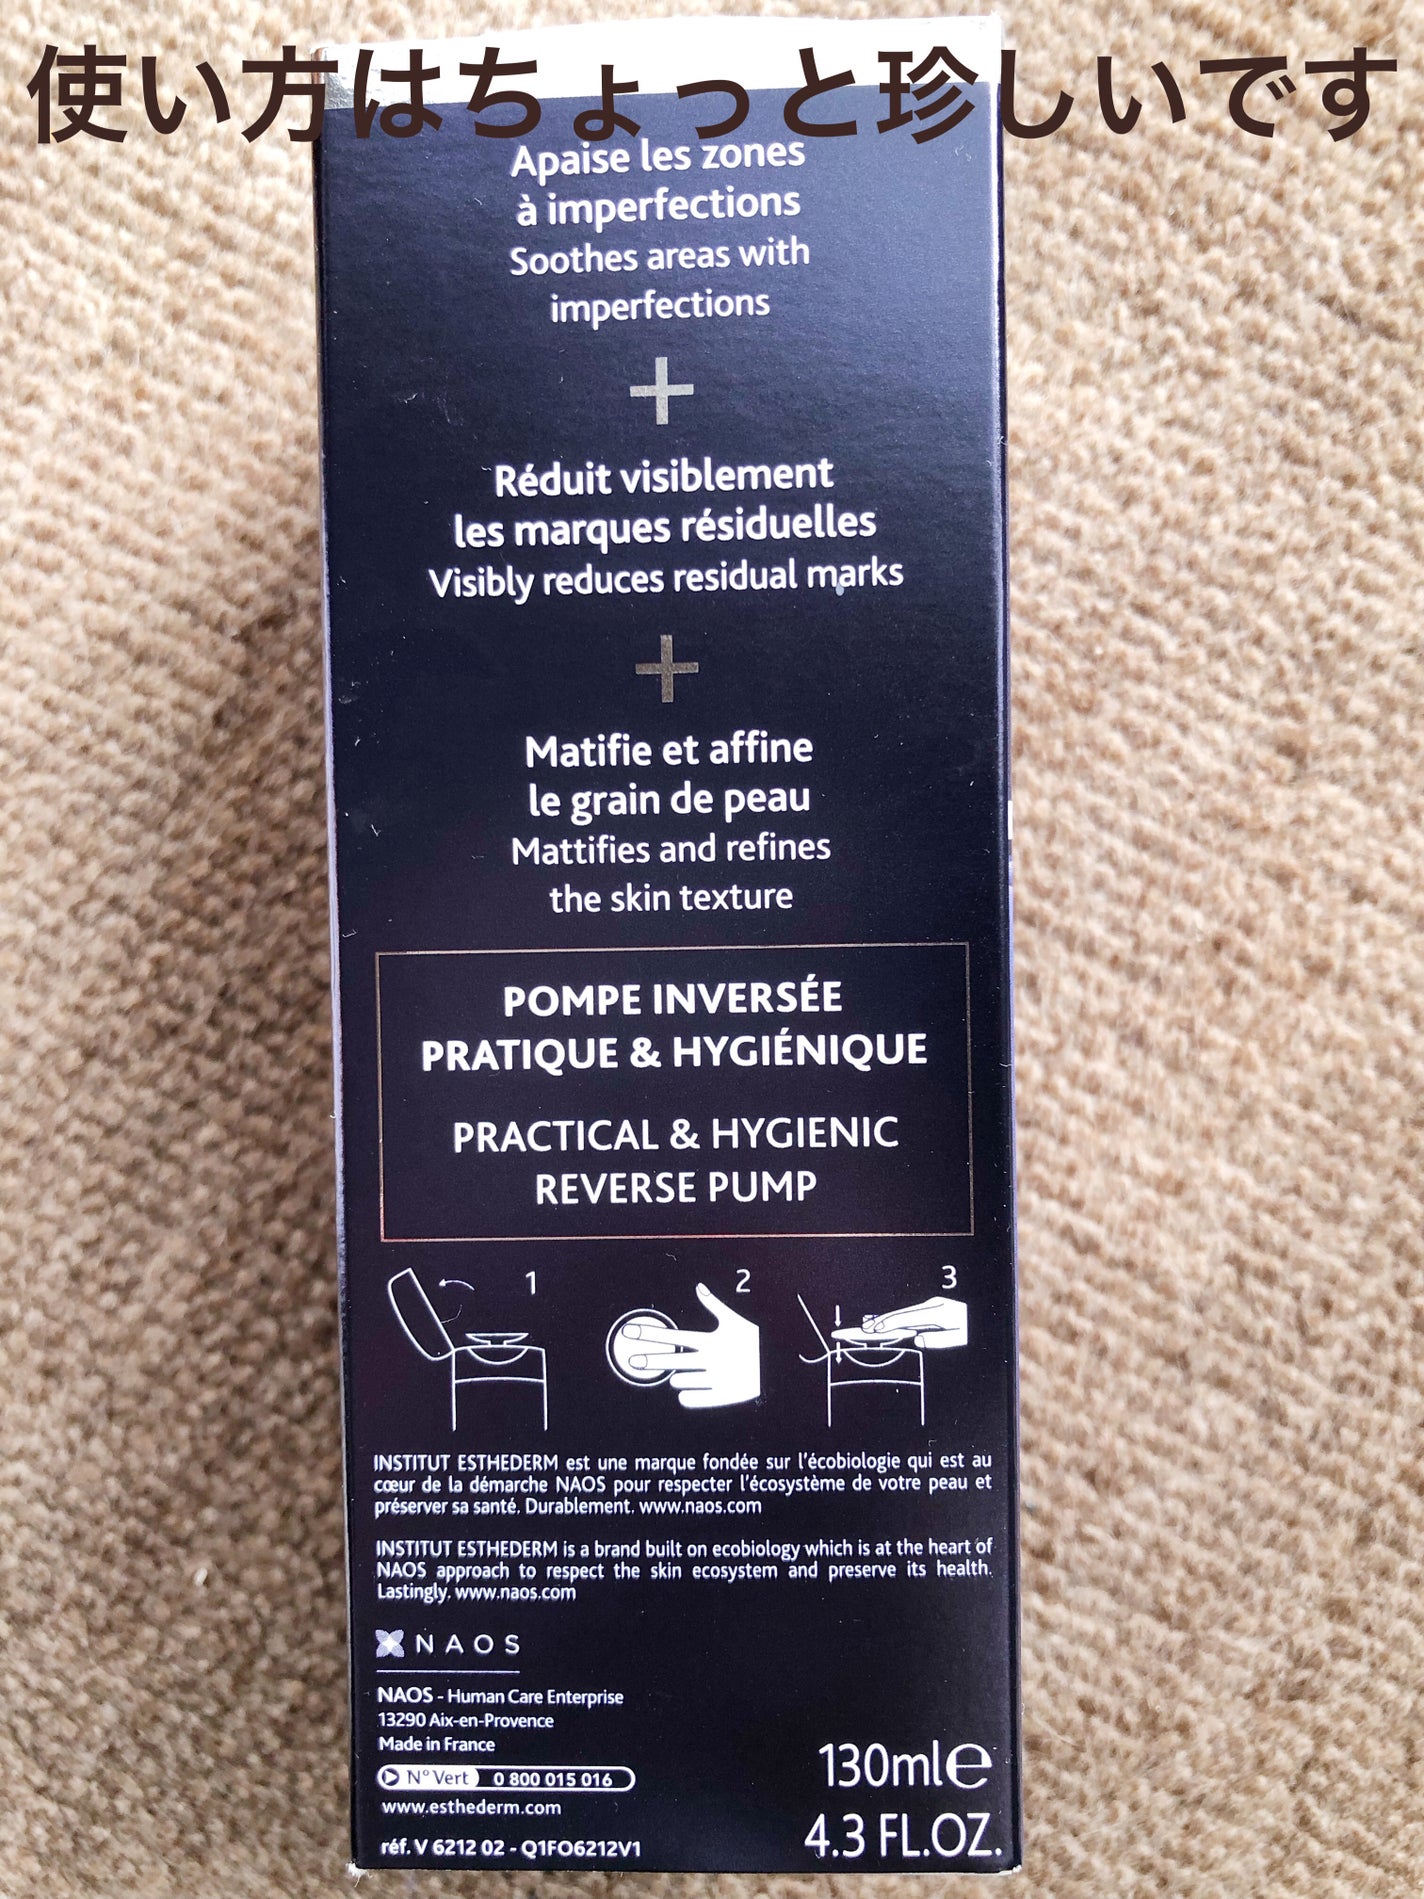 使い方はちょっと珍しいです
Apaise les zones
à imperfections
Soothes areas with
imperfections
+
Réduit visiblement
les marques résiduelles
Visibly reduces residual marks
+
Matifie et affine
le grain de peau
Mattifies and refines
the skin texture
POMPE INVERSÉE
PRATIQUE & HYGIÉNIQUE
PRACTICAL & HYGIENIC
REVERSE PUMP
1 2 3
INSTITUT ESTHEDERM est une marque fondée sur l'écobiologie qui est au
cœur de la démarche NAOS pour respecter l'écosystème de votre peau et
préserver sa santé. Durablement. www.naos.com
INSTITUT ESTHEDERM is a brand built on ecobiology which is at the heart of
NAOS approach to respect the skin ecosystem and preserve its health.
Lastingly. www.naos.com
NAOS
NAOS - Human Care Enterprise
13290 Aix-en-Provence
Made in France
N° Vert 0 800 015 016
www.esthederm.com
réf. V 6212 02 - Q1FO6212V1
130ml e
4.3 FL.OZ.